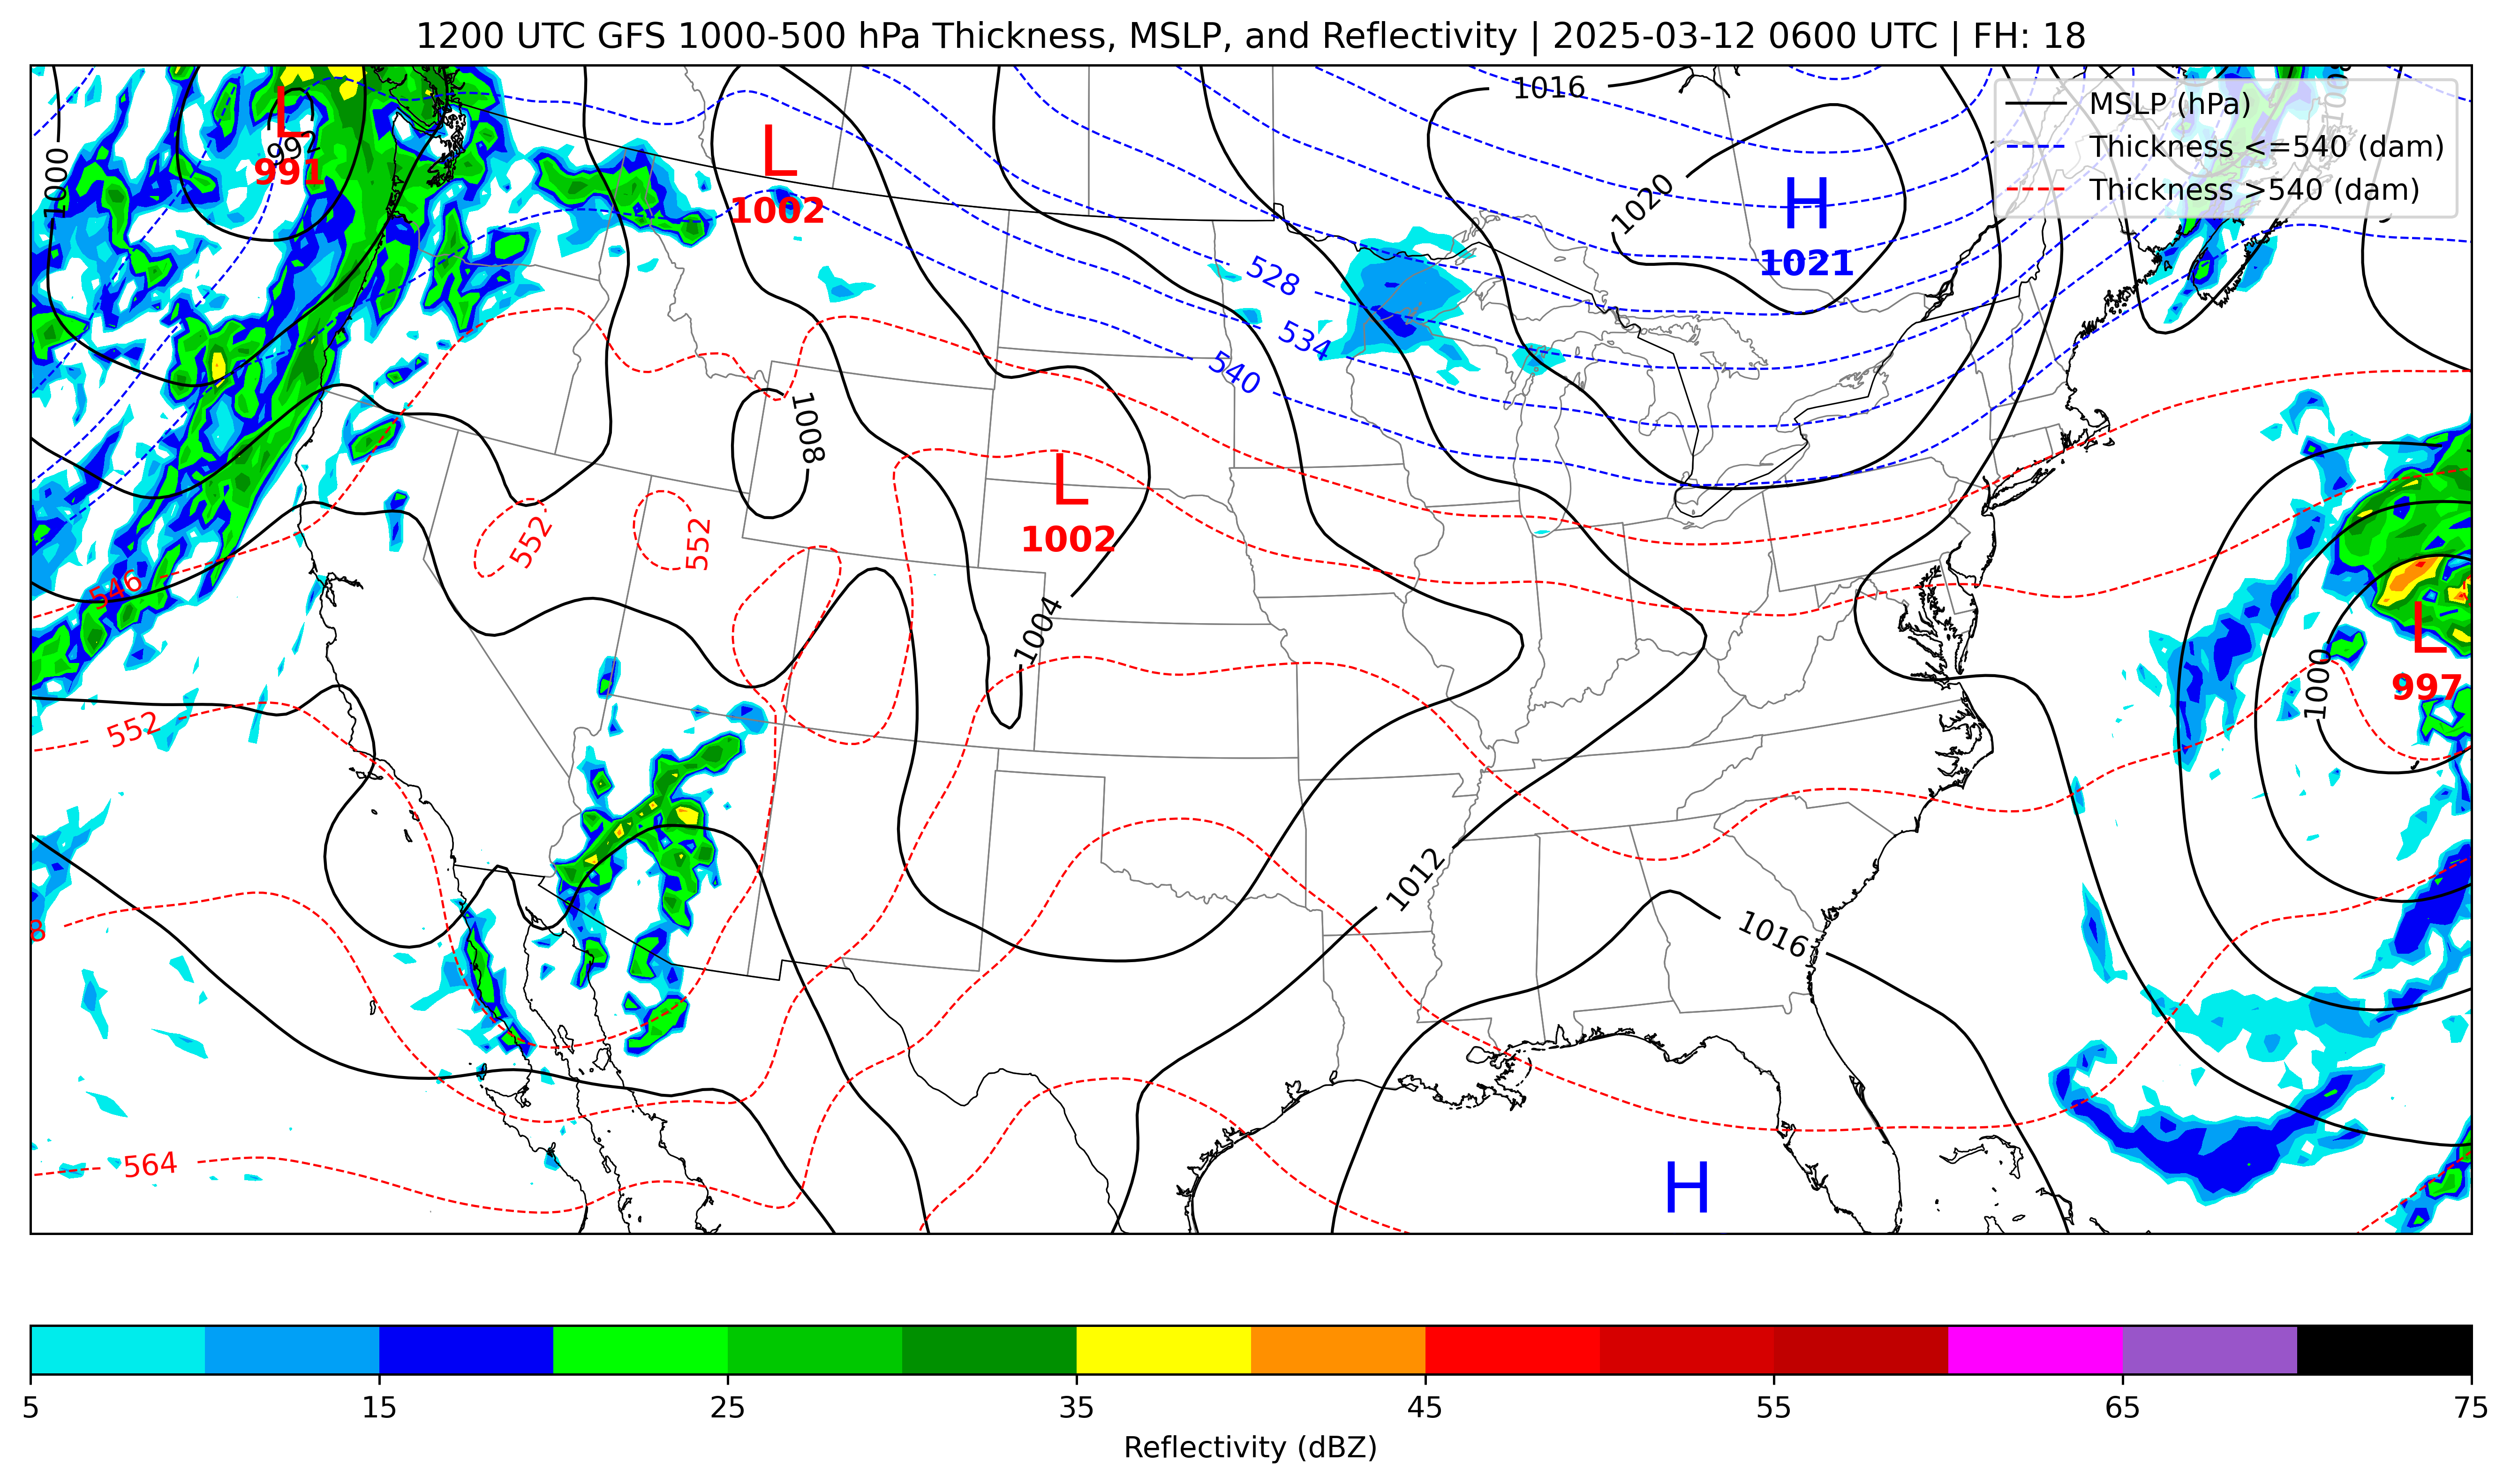 1200 UTC GFS 1000-500 hPa Thickness, MSLP, and Reflectivity | 2025-03-12 0600 UTC | FH: 18
MSLP (hPa)
Thickness <=540 (dam)
Thickness >540 (dam)
1016
1008
L
992
991
1000
L
1002
1020
H
1021
528
534
540
1008
L
1002
552
552
546
1004
L
997
1000
552
1012
1016
8
564
H
5
15
25
35
45
55
65
75
Reflectivity (dBZ)